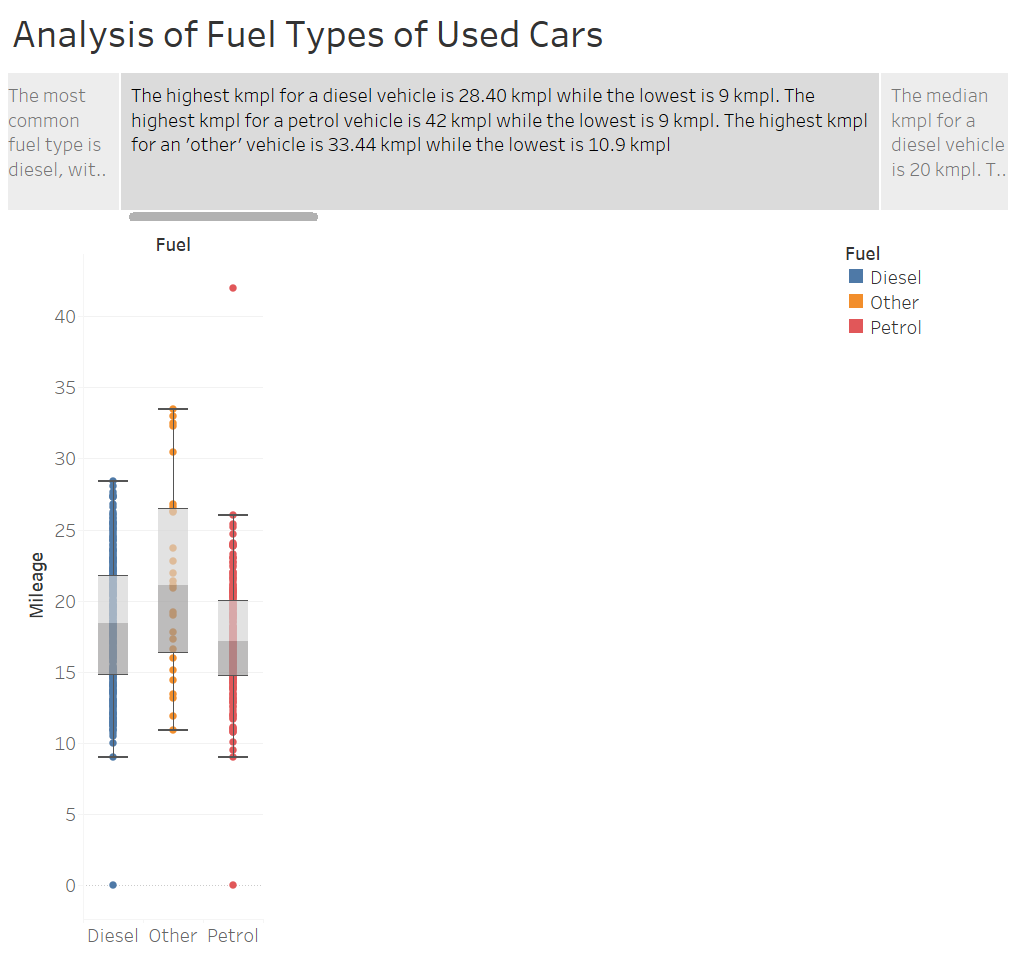 Analysis of Fuel Types of Used Cars
The most
common
fuel type is
diesel, wit..
The highest kmpl for a diesel vehicle is 28.40 kmpl while the lowest is 9 kmpl. The
highest kmpl for a petrol vehicle is 42 kmpl while the lowest is 9 kmpl. The highest kmpl
for an 'other' vehicle is 33.44 kmpl while the lowest is 10.9 kmpl
The median
kmpl for a
diesel vehicle
is 20 kmpl. T..
Fuel
40
35
30
25
20
15
10
5
0
Mileage
Diesel Other Petrol
Fuel
Diesel
Other
Petrol